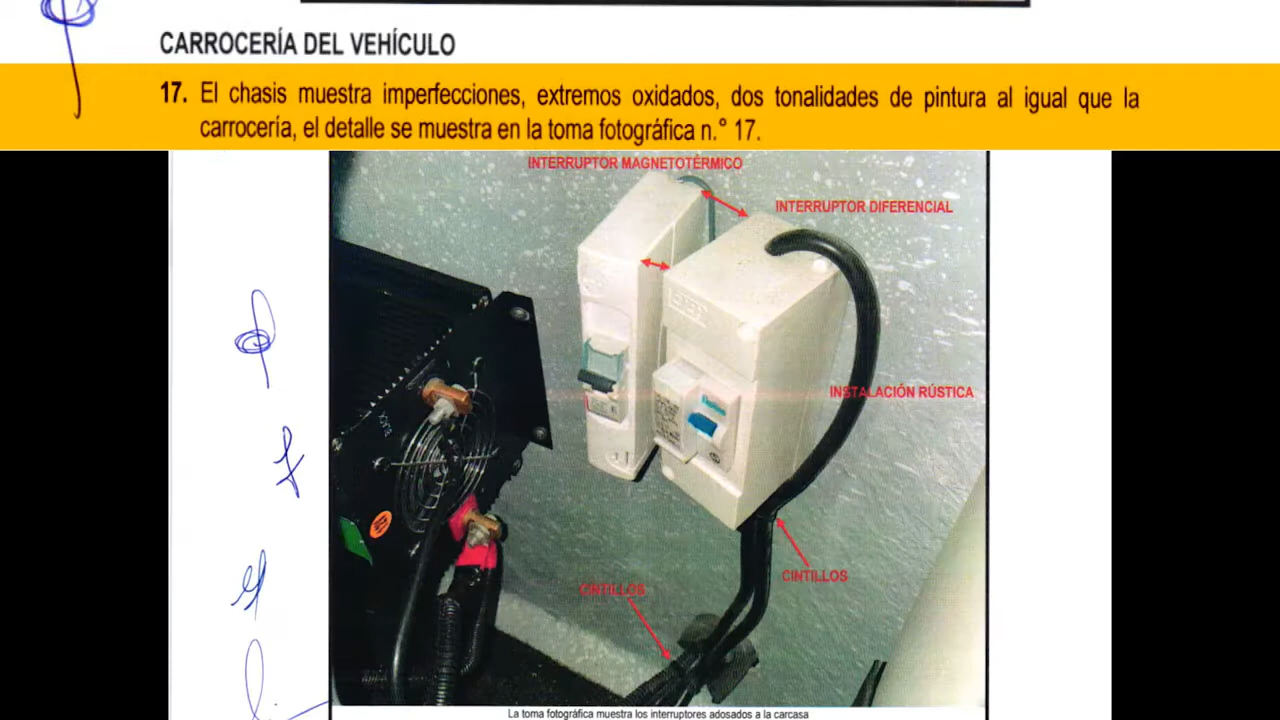 CARROCERÍA DEL VEHÍCULO
17. El chasis muestra imperfecciones, extremos oxidados, dos tonalidades de pintura al igual que la
carrocería, el detalle se muestra en la toma fotográfica n.° 17.
INTERRUPTOR MAGNETOTÉRMICO
INTERRUPTOR DIFERENCIAL
INSTALACIÓN RÚSTICA
CINTILLOS
CINTILLOS
La toma fotográfica muestra los interruptores adosados a la carcasa